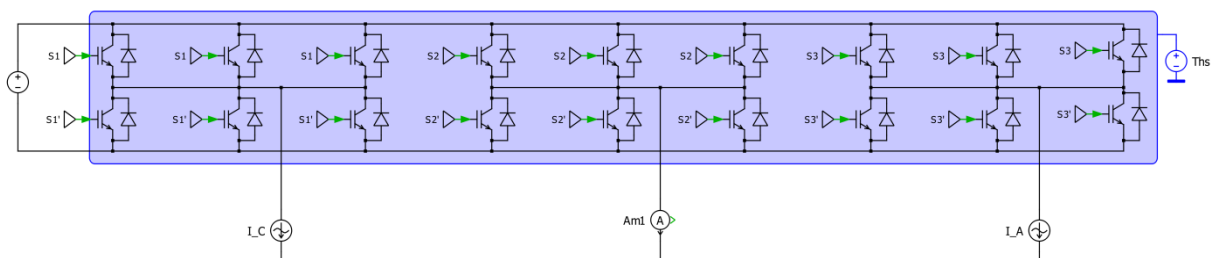 S1 S1 S1 S2 S2 S2 S3 S3 S3
Ths
S1' S1' S1' S2' S2' S2' S3' S3' S3'
I_C Am1 A I_A